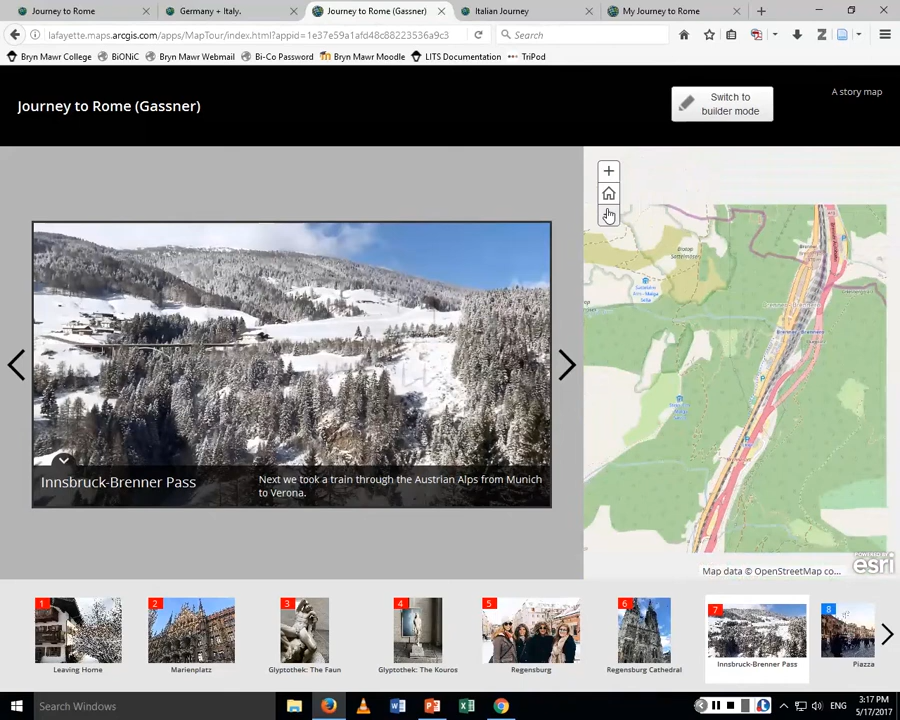 Journey to Rome
Germany + Italy.
Journey to Rome (Gassner)
Italian Journey
My Journey to Rome
lafayette.maps.arcgis.com/apps/MapTour/index.html?appid=1e37e59a1afd48c88223536a9c3
Search
Bryn Mawr College
BiONiC
Bryn Mawr Webmail
Bi-Co Password
Bryn Mawr Moodle
LITS Documentation
TriPod
Journey to Rome (Gassner)
Switch to
builder mode
A story map
Innsbruck-Brenner Pass
Next we took a train through the Austrian Alps from Munich
to Verona.
Map data © OpenStreetMap co...
POWERED BY
esri
1
2
3
4
5
6
7
8
Leaving Home
Marienplatz
Glyptothek: The Faun
Glyptothek: The Kouros
Regensburg
Regensburg Cathedral
Innsbruck-Brenner Pass
Piazza
Search Windows
ENG
3:17 PM
5/17/2017